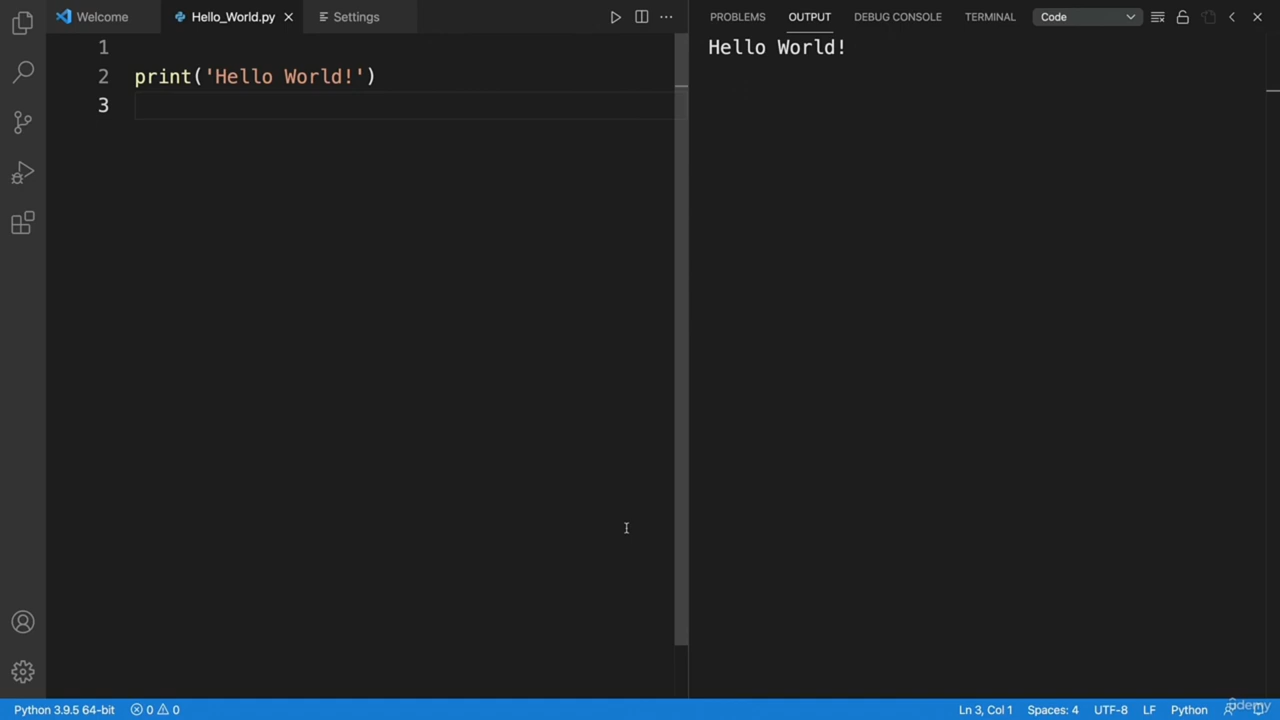 Welcome
Hello_World.py
Settings
PROBLEMS
OUTPUT
DEBUG CONSOLE
TERMINAL
Code
1
2 print('Hello World!')
3
Hello World!
Python 3.9.5 64-bit
0 0
Ln 3, Col 1
Spaces: 4
UTF-8
LF
Python
udemy